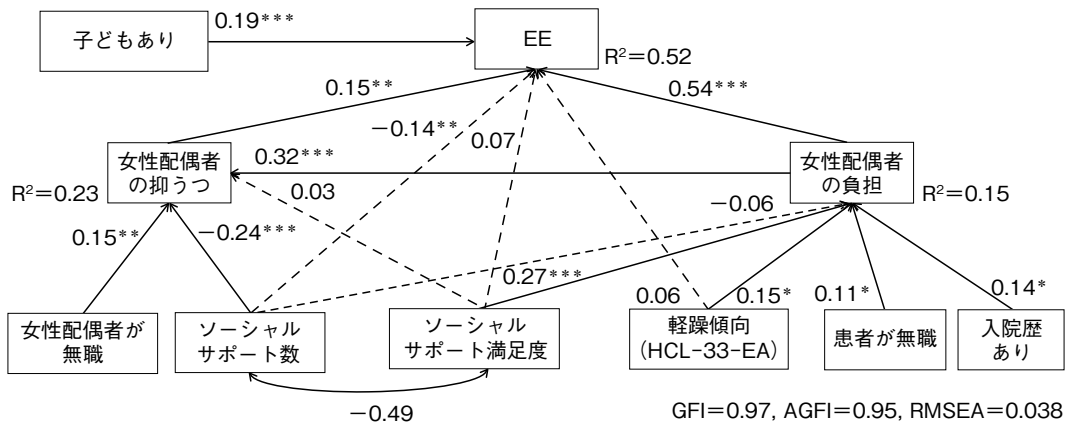 0.19***
子どもあり
EE
R²=0.52
0.15**
0.54***
−0.14**
0.07
女性配偶者
の抑うつ
0.32***
女性配偶者
の負担
R²=0.23
0.03
R²=0.15
−0.06
0.15**
−0.24***
0.27***
0.06
0.15*
0.11*
0.14*
女性配偶者が
無職
ソーシャル
サポート数
ソーシャル
サポート満足度
軽躁傾向
(HCL-33-EA)
患者が無職
入院歴
あり
−0.49
GFI=0.97, AGFI=0.95, RMSEA=0.038